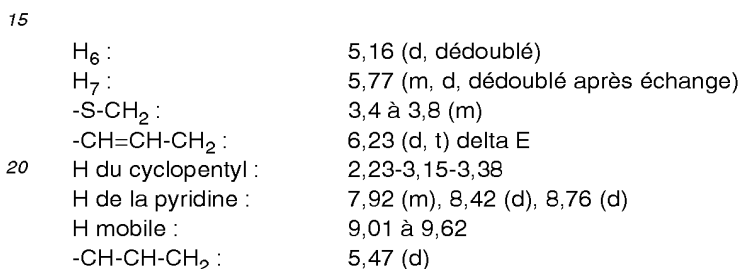 15
H₆ : 5,16 (d, dédoublé)
H₇ : 5,77 (m, d, dédoublé après échange)
-S-CH₂ : 3,4 à 3,8 (m)
-CH=CH-CH₂ : 6,23 (d, t) delta E
20 H du cyclopentyl : 2,23-3,15-3,38
H de la pyridine : 7,92 (m), 8,42 (d), 8,76 (d)
H mobile : 9,01 à 9,62
-CH-CH-CH₂ : 5,47 (d)